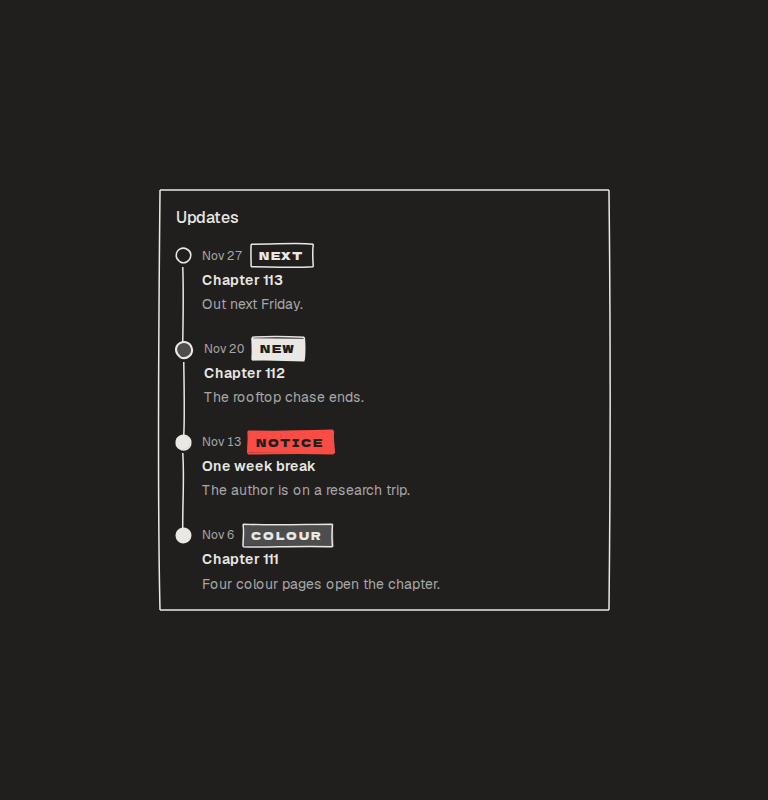 Updates
Nov 27 NEXT
Chapter 113
Out next Friday.
Nov 20 NEW
Chapter 112
The rooftop chase ends.
Nov 13 NOTICE
One week break
The author is on a research trip.
Nov 6 COLOUR
Chapter 111
Four colour pages open the chapter.